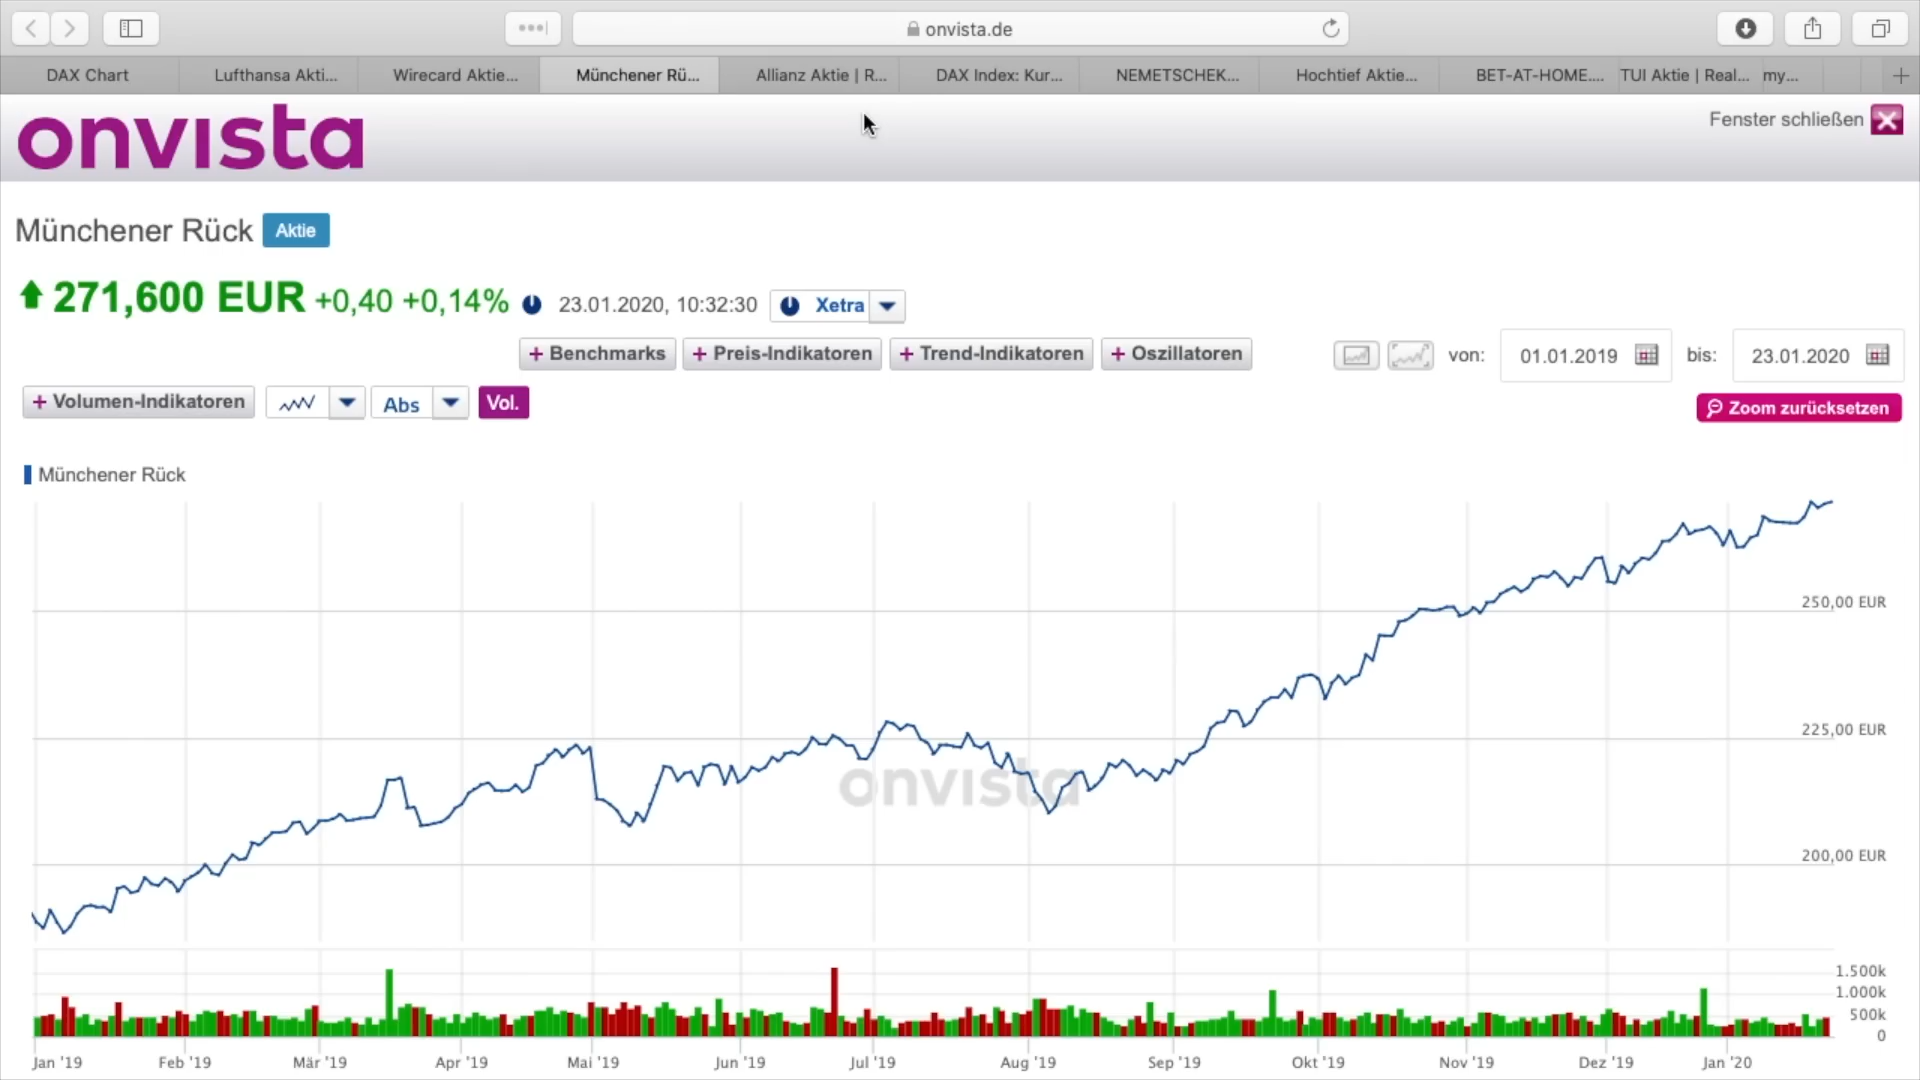 onvista.de
DAX Chart
Lufthansa Akti...
Wirecard Aktie...
Münchener Rü...
Allianz Aktie | R...
DAX Index: Kur...
NEMETSCHEK...
Hochtief Aktie...
BET-AT-HOME....
TUI Aktie | Real...
my...
onvista
Fenster schließen
Münchener Rück Aktie
271,600 EUR +0,40 +0,14% 23.01.2020, 10:32:30 Xetra
+ Benchmarks + Preis-Indikatoren + Trend-Indikatoren + Oszillatoren von: 01.01.2019 bis: 23.01.2020
+ Volumen-Indikatoren Abs Vol. Zoom zurücksetzen
Münchener Rück
250,00 EUR
225,00 EUR
onvista
200,00 EUR
1.500k
1.000k
500k
0
Jan '19 Feb '19 Mär '19 Apr '19 Mai '19 Jun '19 Jul '19 Aug '19 Sep '19 Okt '19 Nov '19 Dez '19 Jan '20